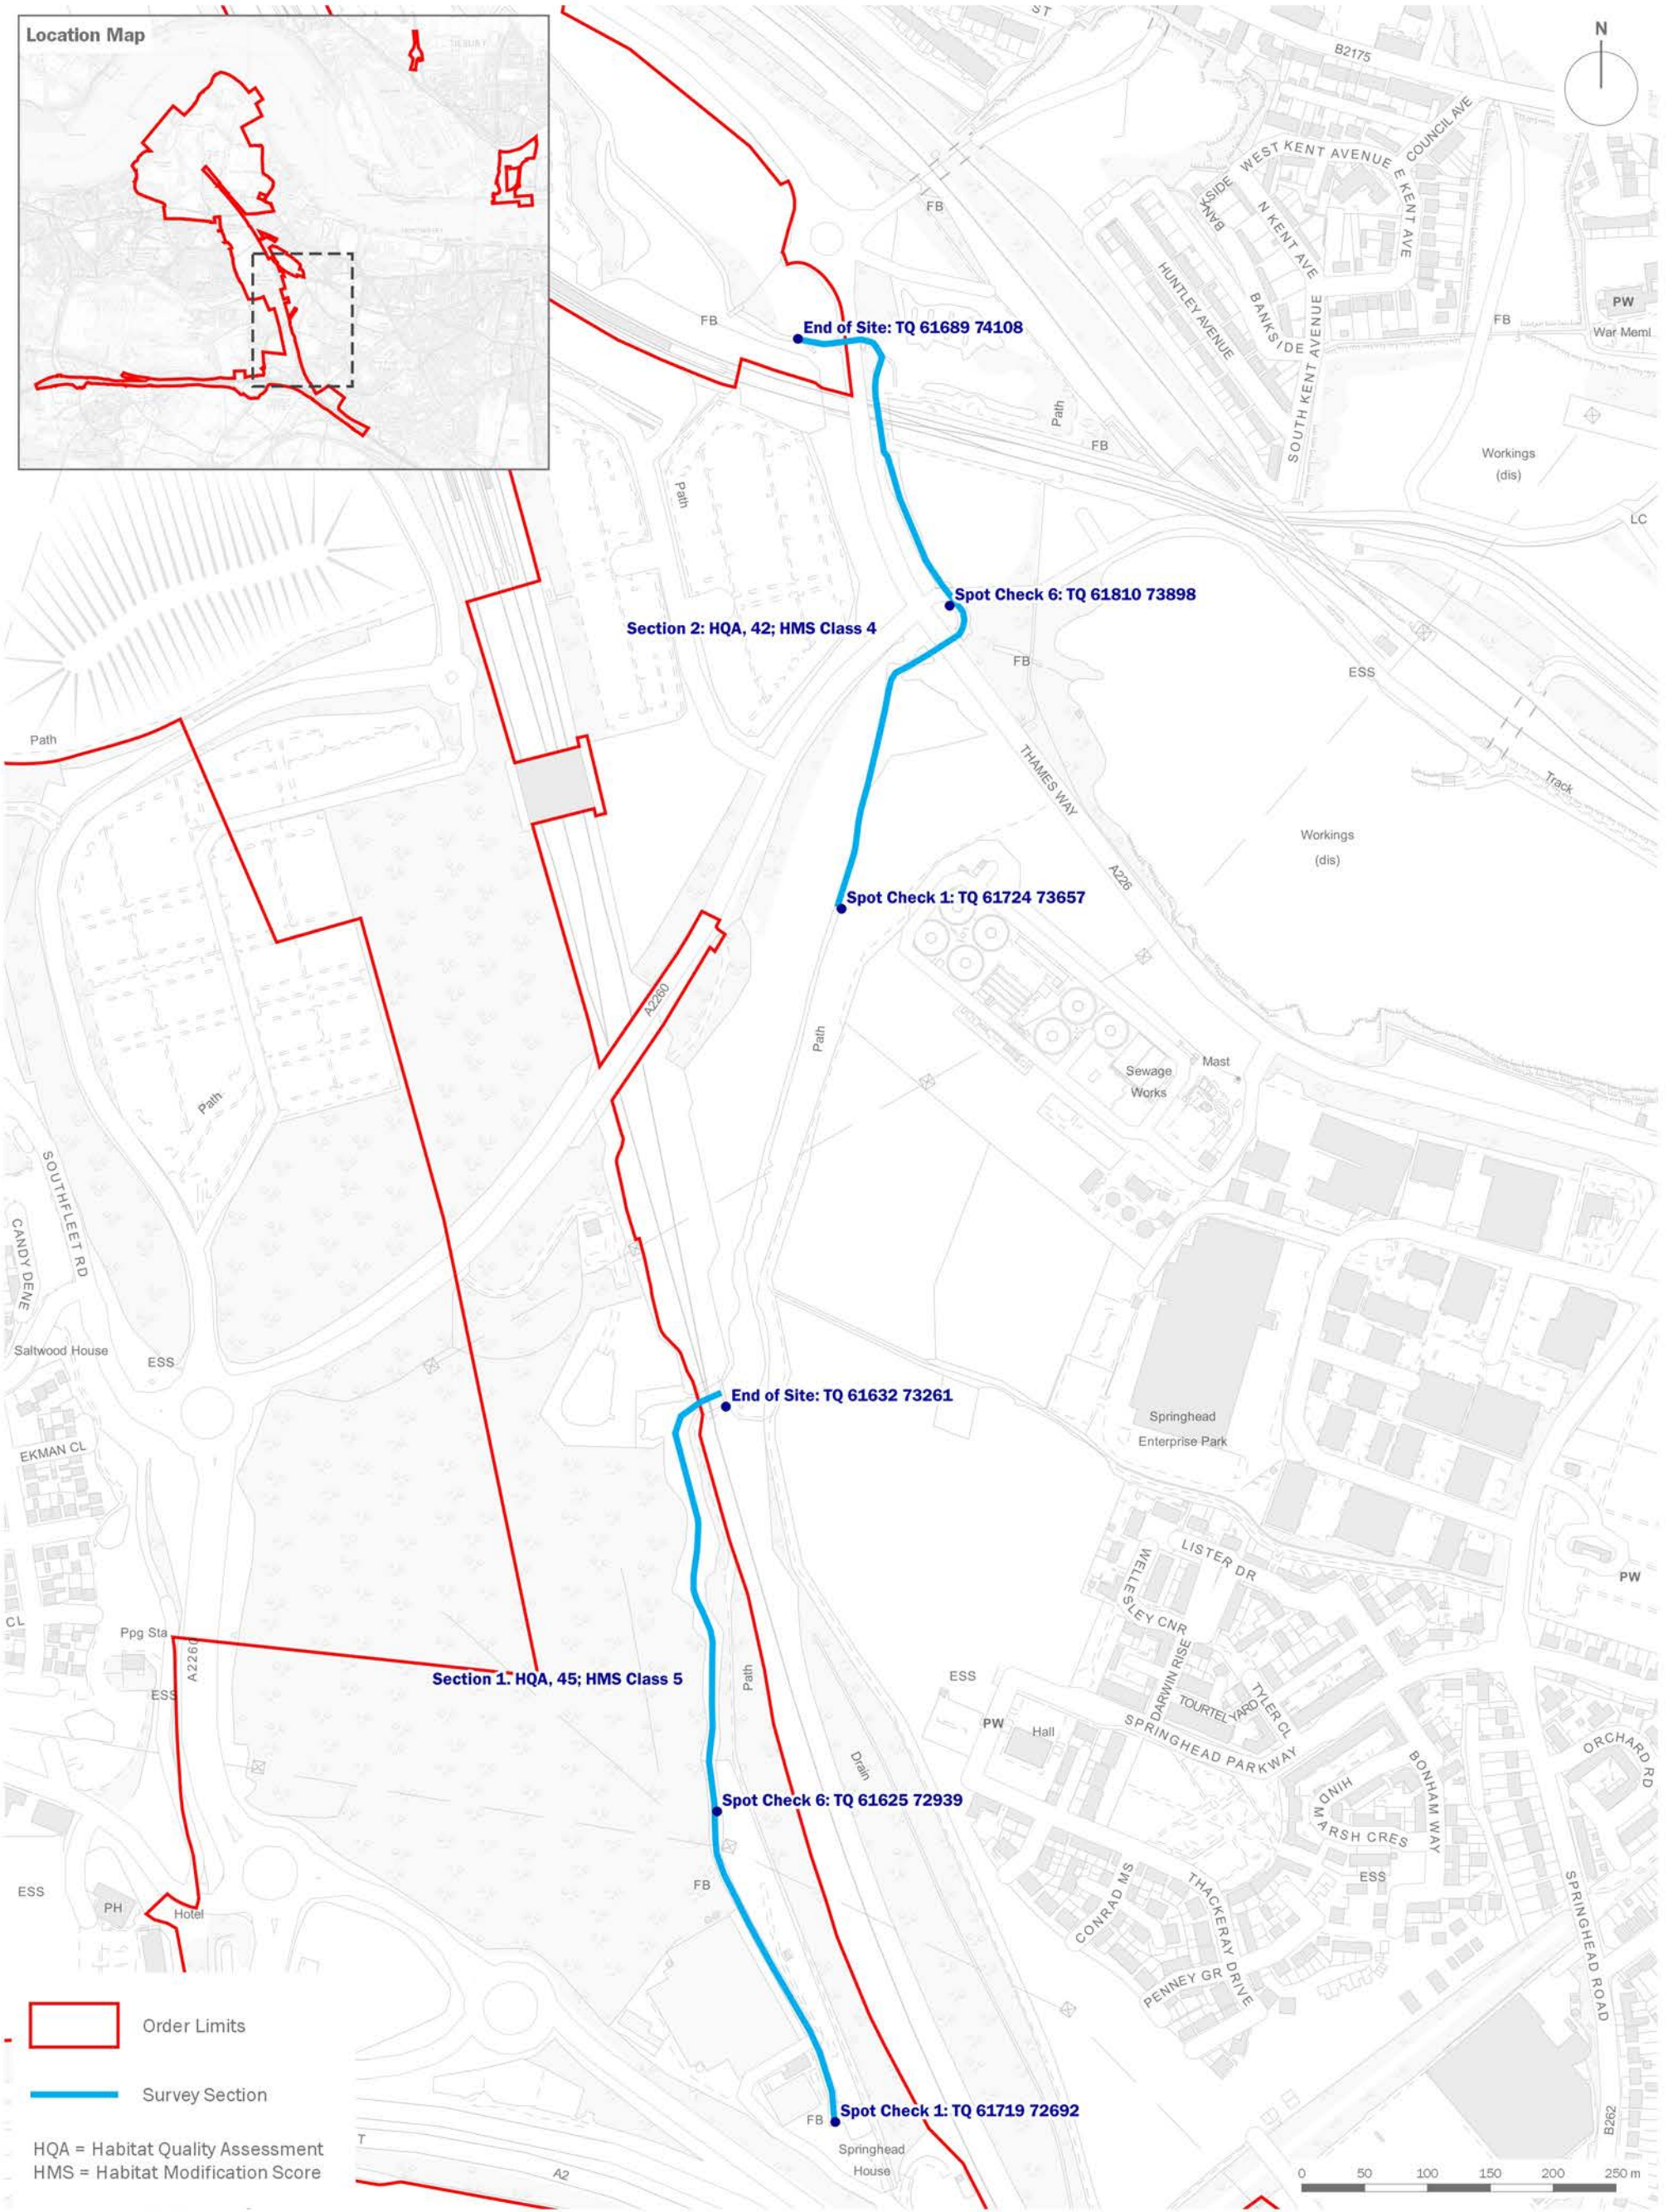 Location Map
N
ST
B2175
COUNCIL AVE
WEST KENT AVENUE
E KENT AVE
BANKSIDE
N KENT AVE
FB
HUNTLEY AVENUE
BANKSIDE
SOUTH KENT AVENUE
PW
War Meml
FB
FB
End of Site: TQ 61689 74108
Path
FB
Workings
(dis)
Path
LC
Spot Check 6: TQ 61810 73898
Section 2: HQA, 42; HMS Class 4
FB
ESS
Path
THAMES WAY
Track
Workings
(dis)
A226
Spot Check 1: TQ 61724 73657
A2260
Path
Sewage
Works
Mast
Path
SOUTHFLEET RD
CANDY DENE
Saltwood House
ESS
End of Site: TQ 61632 73261
Springhead
Enterprise Park
EKMAN CL
LISTER DR
WELLESLEY CNR
PW
CL
Ppg Sta
A2260
ESS
Section 1. HQA, 45; HMS Class 5
Path
ESS
DARWIN RISE
TOURTEL YARD
TYLER CL
PW
Hall
SPRINGHEAD PARKWAY
ORCHARD RD
Drain
HIND
MARSH CRES
BONHAM WAY
Spot Check 6: TQ 61625 72939
FB
ESS
ESS
PH
Hotel
CONRAD MS
THACKERAY DRIVE
SPRINGHEAD ROAD
PENNEY GR
Order Limits
Survey Section
Spot Check 1: TQ 61719 72692
FB
Springhead
House
B262
HQA = Habitat Quality Assessment
HMS = Habitat Modification Score
T
A2
0 50 100 150 200 250 m